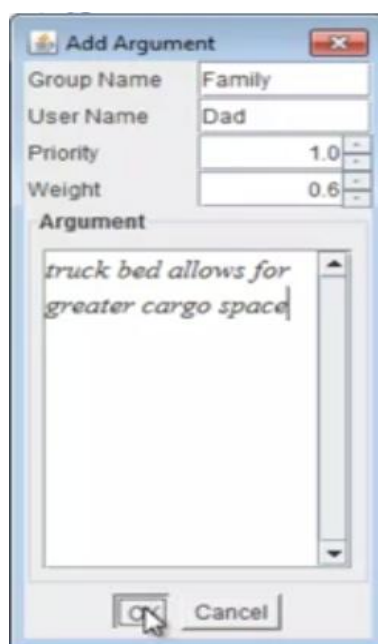 Add Argument
Group Name Family
User Name Dad
Priority 1.0
Weight 0.6
Argument
truck bed allows for
greater cargo space
OK Cancel